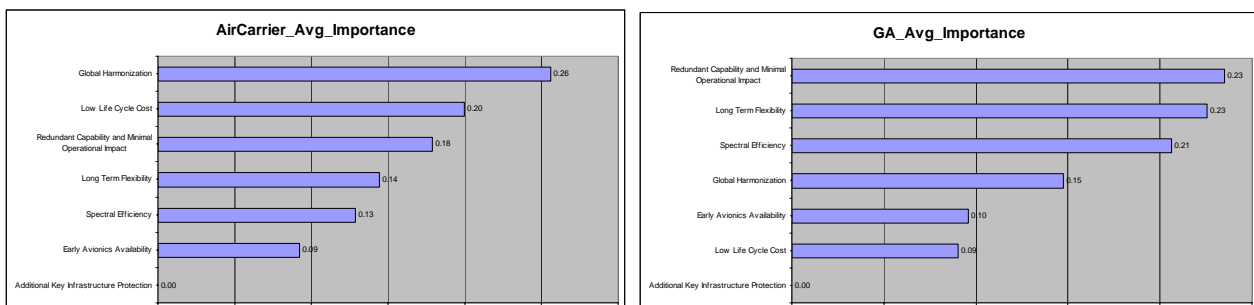 AirCarrier_Avg_Importance
Global Harmonization
0.26
Low Life Cycle Cost
0.20
Redundant Capability and Minimal
Operational Impact
0.18
Long Term Flexibility
0.14
Spectral Efficiency
0.13
Early Avionics Availability
0.09
Additional Key Infrastructure Protection
0.00
GA_Avg_Importance
Redundant Capability and Minimal
Operational Impact
0.23
Long Term Flexibility
0.23
Spectral Efficiency
0.21
Global Harmonization
0.15
Early Avionics Availability
0.10
Low Life Cycle Cost
0.09
Additional Key Infrastructure Protection
0.00